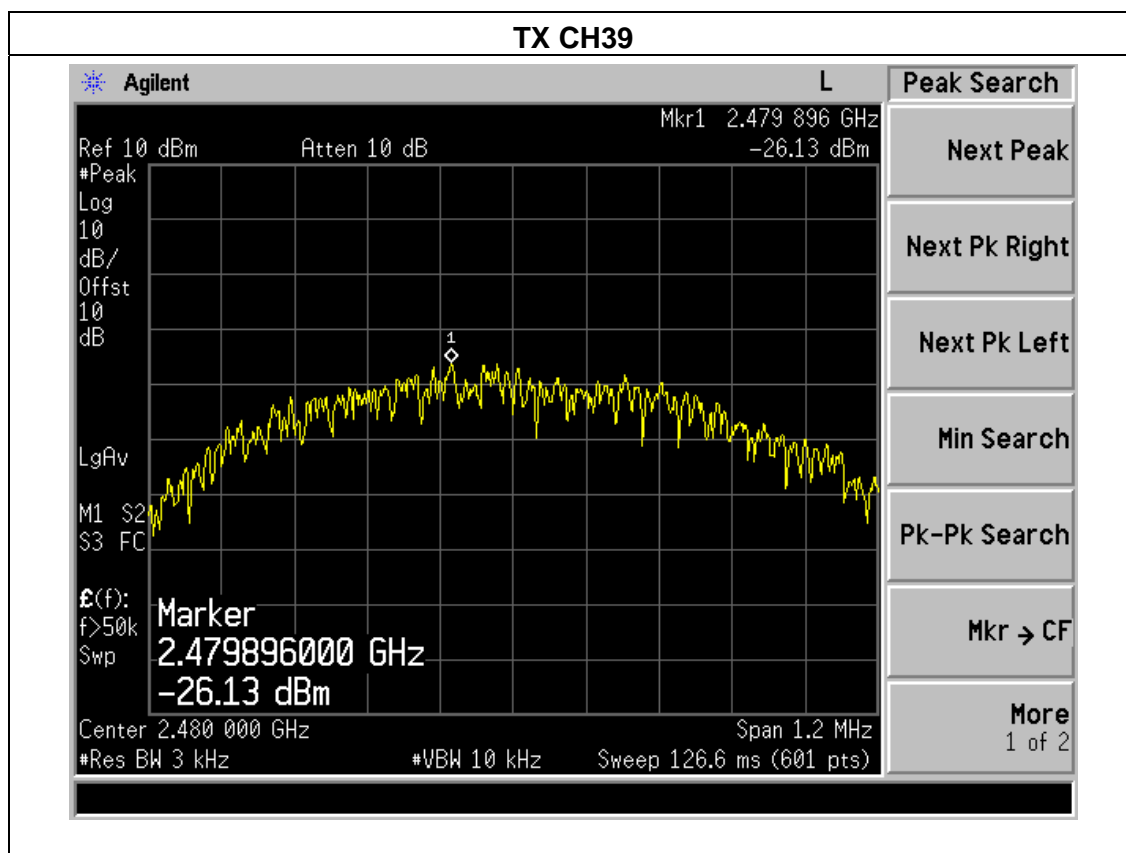 TX CH39
Agilent
L
Peak Search
Mkr1 2.479 896 GHz
Ref 10 dBm Atten 10 dB -26.13 dBm
#Peak
Log
10
dB/
Offst
10
dB
1
LgAv
M1 S2
S3 FC
£(f):
f>50k
Swp
Marker
2.479896000 GHz
-26.13 dBm
Center 2.480 000 GHz Span 1.2 MHz
#Res BW 3 kHz #VBW 10 kHz Sweep 126.6 ms (601 pts)
Next Peak
Next Pk Right
Next Pk Left
Min Search
Pk-Pk Search
Mkr → CF
More
1 of 2